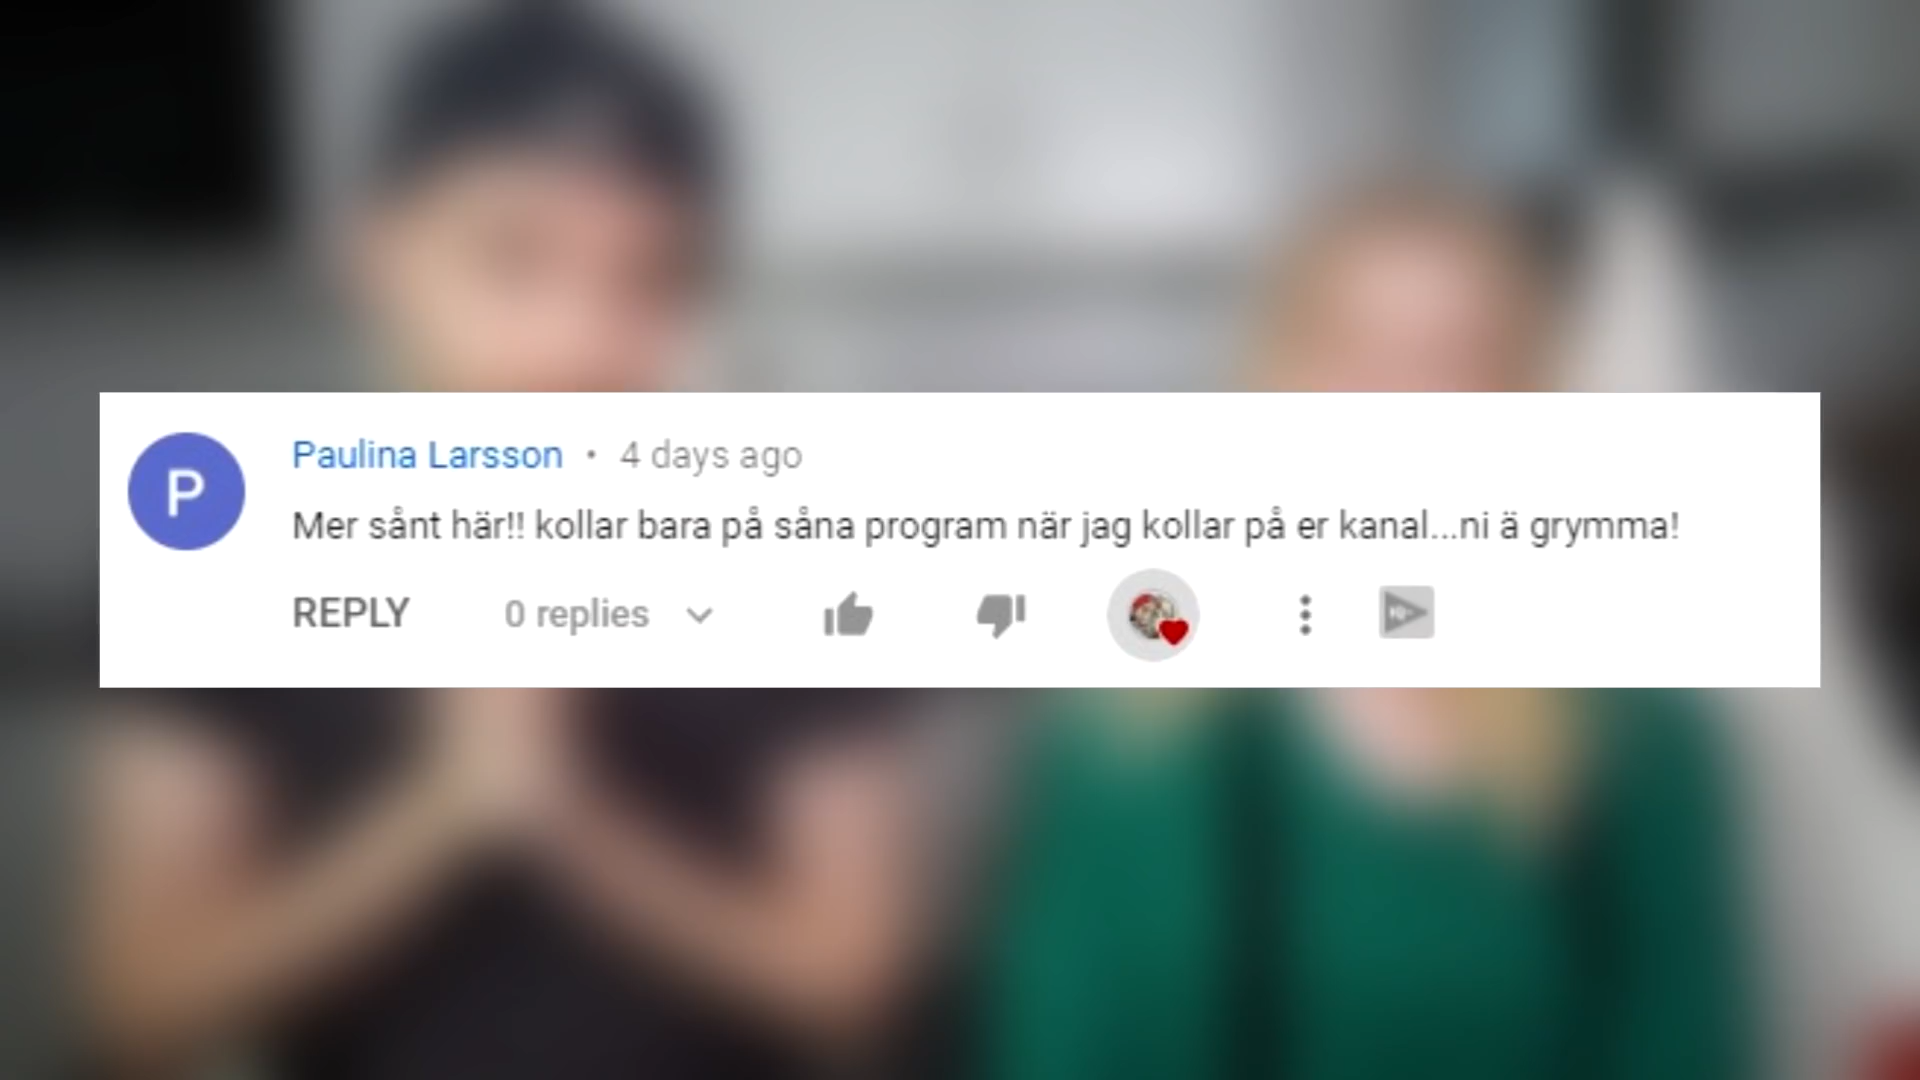 P
Paulina Larsson • 4 days ago
Mer sånt här!! kollar bara på såna program när jag kollar på er kanal...ni ä grymma!
REPLY 0 replies